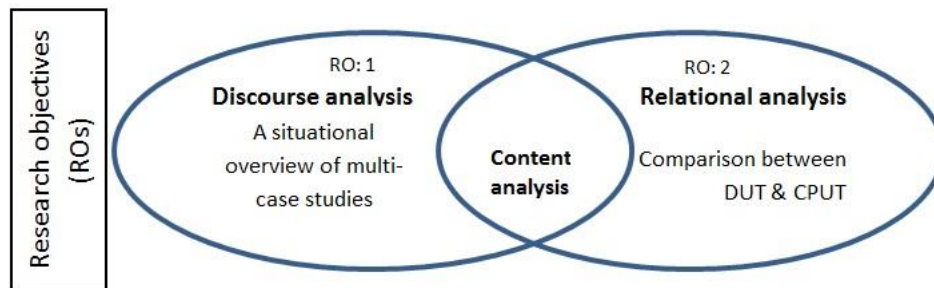 Research objectives
(ROs)
RO: 1
Discourse analysis
A situational
overview of multi-
case studies
Content
analysis
RO: 2
Relational analysis
Comparison between
DUT & CPUT